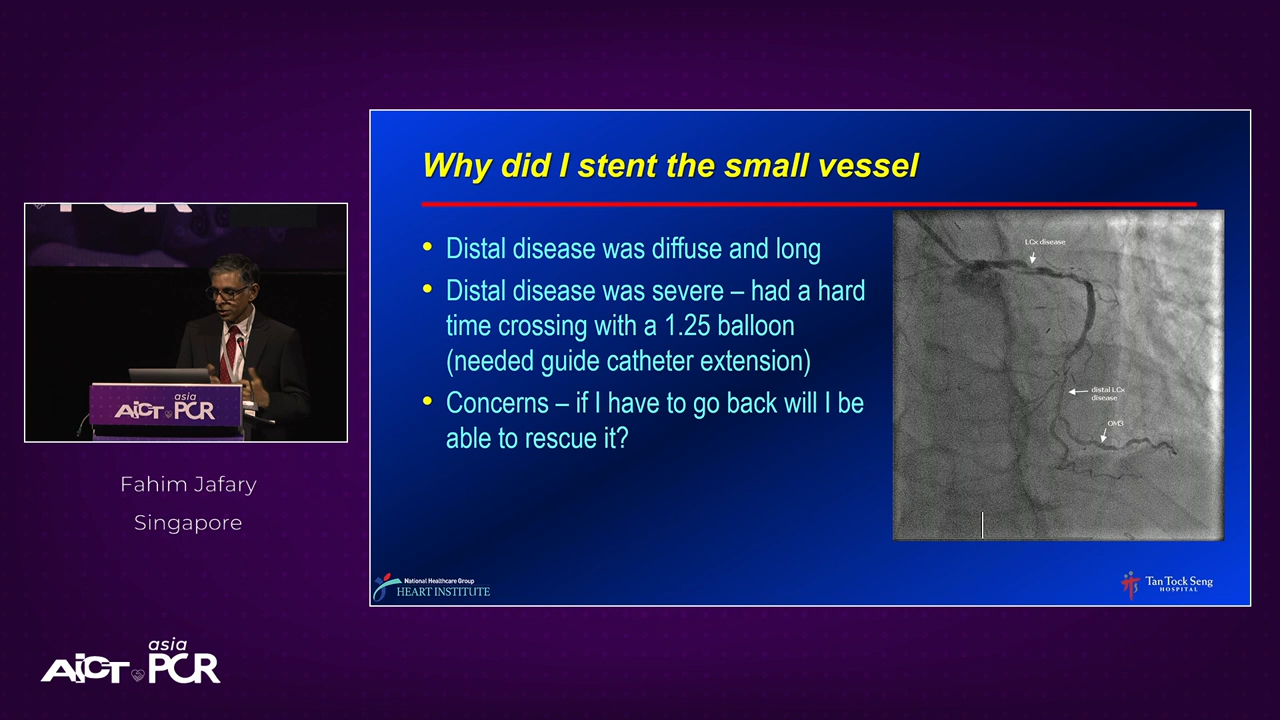 PCR
asia
AICT PCR
Fahim Jafary
Singapore
asia
AICT PCR
Why did I stent the small vessel
• Distal disease was diffuse and long
• Distal disease was severe – had a hard
time crossing with a 1.25 balloon
(needed guide catheter extension)
• Concerns – if I have to go back will I be
able to rescue it?
LCx disease
distal LCx
disease
OM3
National Healthcare Group
HEART INSTITUTE
Tan Tock Seng
HOSPITAL